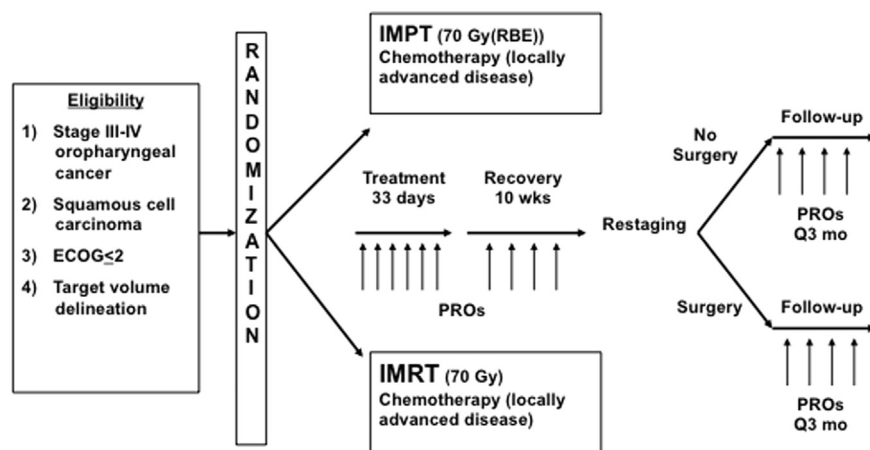 Eligibility
1) Stage III-IV
oropharyngeal
cancer
2) Squamous cell
carcinoma
3) ECOG≤2
4) Target volume
delineation
RANDOMIZATION
IMPT (70 Gy(RBE))
Chemotherapy (locally
advanced disease)
Treatment
33 days
Recovery
10 wks
PROs
IMRT (70 Gy)
Chemotherapy (locally
advanced disease)
Restaging
No
Surgery
Follow-up
PROs
Q3 mo
Surgery
Follow-up
PROs
Q3 mo